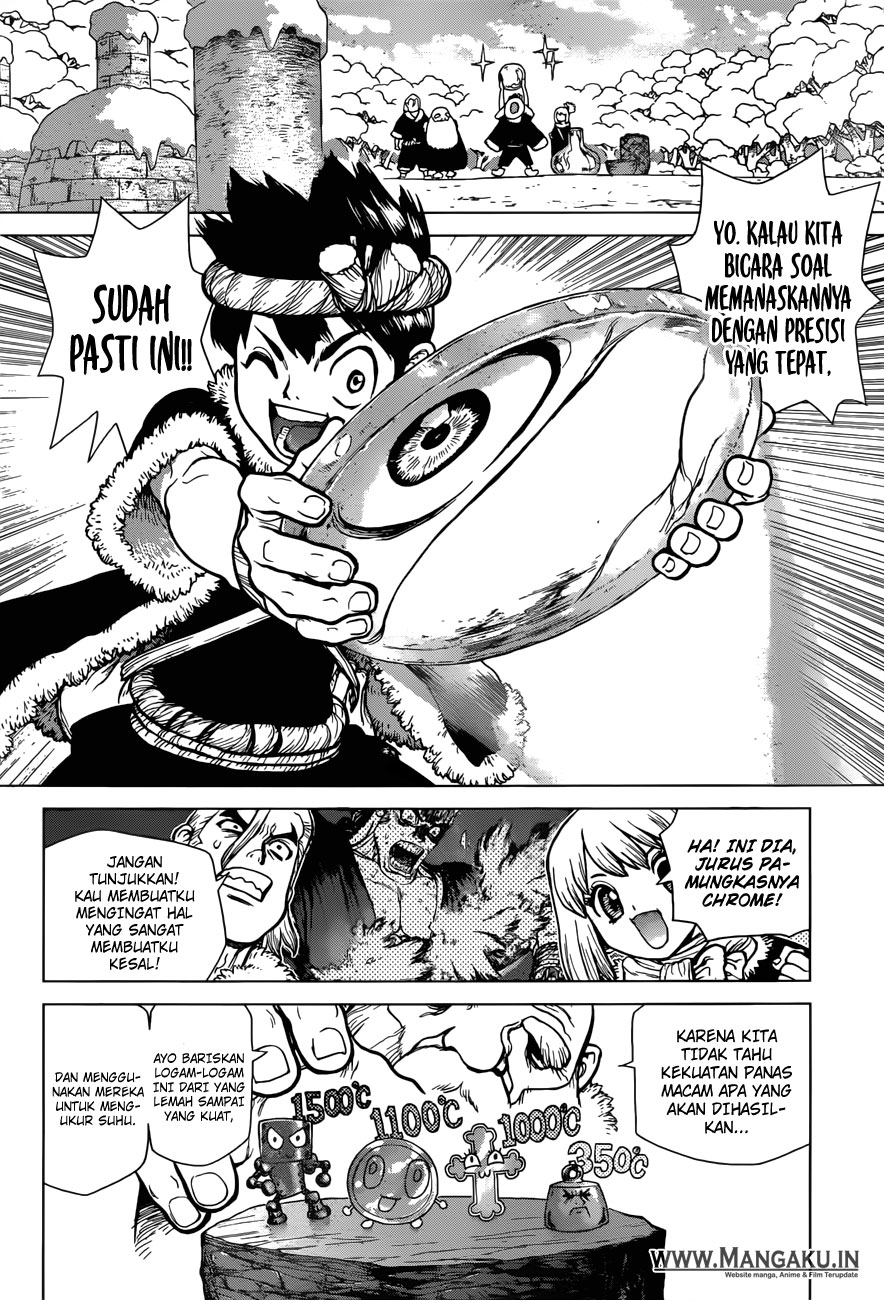 YO. KALAU KITA
BICARA SOAL
MEMANASKANNYA
DENGAN PRESISI
YANG TEPAT,
SUDAH
PASTI INI!!
JANGAN
TUNJUKKAN!
KAU MEMBUATKU
MENGINGAT HAL
YANG SANGAT
MEMBUATKU
KESAL!
HA! INI DIA,
JURUS PA-
MUNGKASNYA
CHROME!
KARENA KITA
TIDAK TAHU
KEKUATAN PANAS
MACAM APA YANG
AKAN DIHASIL-
KAN...
AYO BARISKAN
LOGAM-LOGAM
INI DARI YANG
LEMAH SAMPAI
YANG KUAT,
DAN MENGGU-
NAKAN MEREKA
UNTUK MENG-
UKUR SUHU.
1500°C
1100°C
1000°C
350°C
WWW.MANGAKU.IN
Website manga, Anime & Film Terupdate